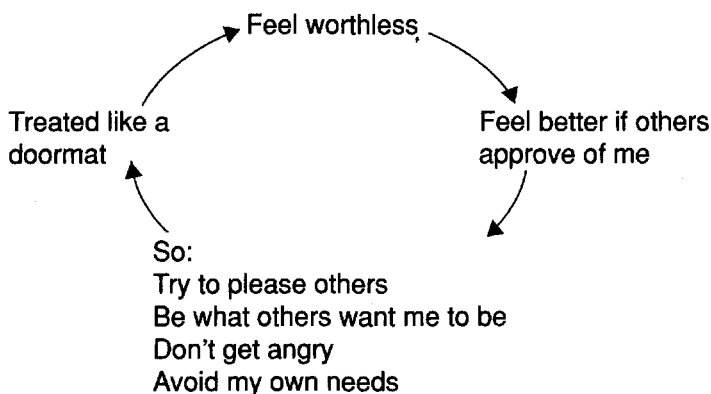 Feel worthless
Feel better if others
approve of me
So:
Try to please others
Be what others want me to be
Don't get angry
Avoid my own needs
Treated like a
doormat